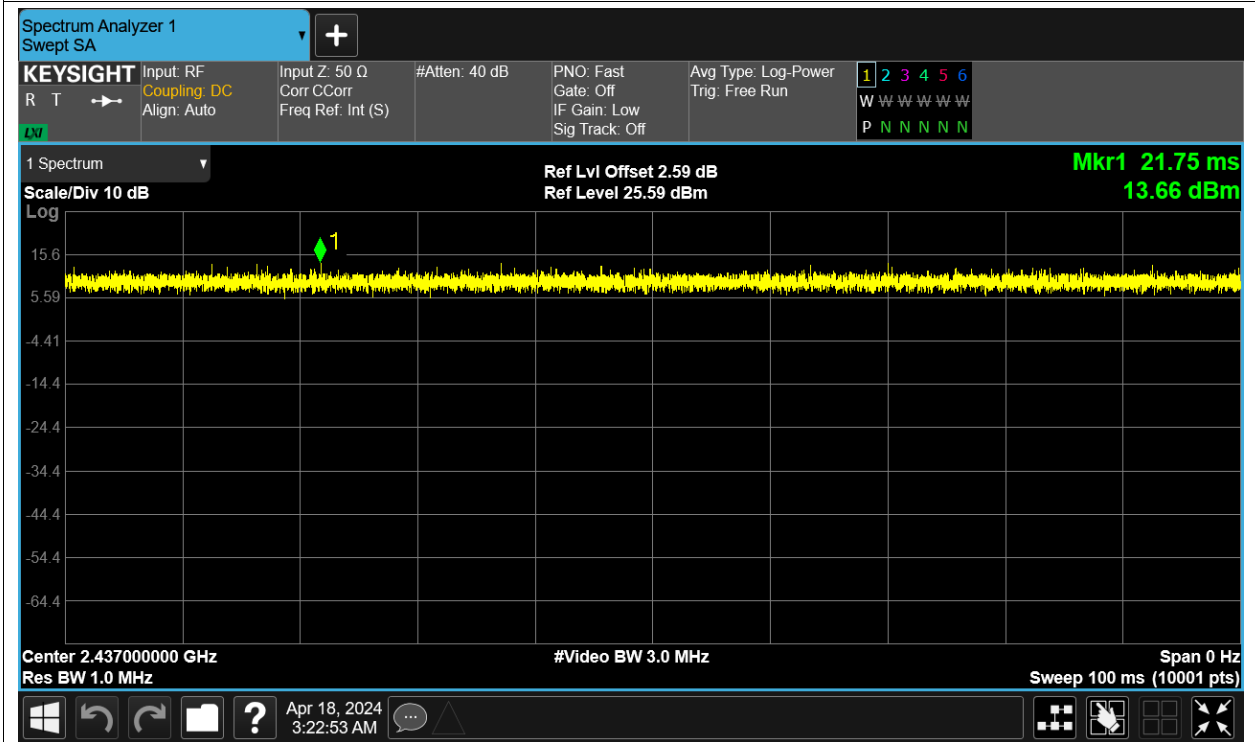 Spectrum Analyzer 1
Swept SA
+
KEYSIGHT
R T
LXI
Input: RF
Coupling: DC
Align: Auto
Input Z: 50 Ω
Corr CCorr
Freq Ref: Int (S)
#Atten: 40 dB
PNO: Fast
Gate: Off
IF Gain: Low
Sig Track: Off
Avg Type: Log-Power
Trig: Free Run
1 2 3 4 5 6
W W W W W W
P N N N N N
1 Spectrum
Scale/Div 10 dB
Ref Lvl Offset 2.59 dB
Ref Level 25.59 dBm
Mkr1 21.75 ms
13.66 dBm
Log
1
15.6
5.59
-4.41
-14.4
-24.4
-34.4
-44.4
-54.4
-64.4
Center 2.437000000 GHz
Res BW 1.0 MHz
#Video BW 3.0 MHz
Span 0 Hz
Sweep 100 ms (10001 pts)
?
Apr 18, 2024
3:22:53 AM